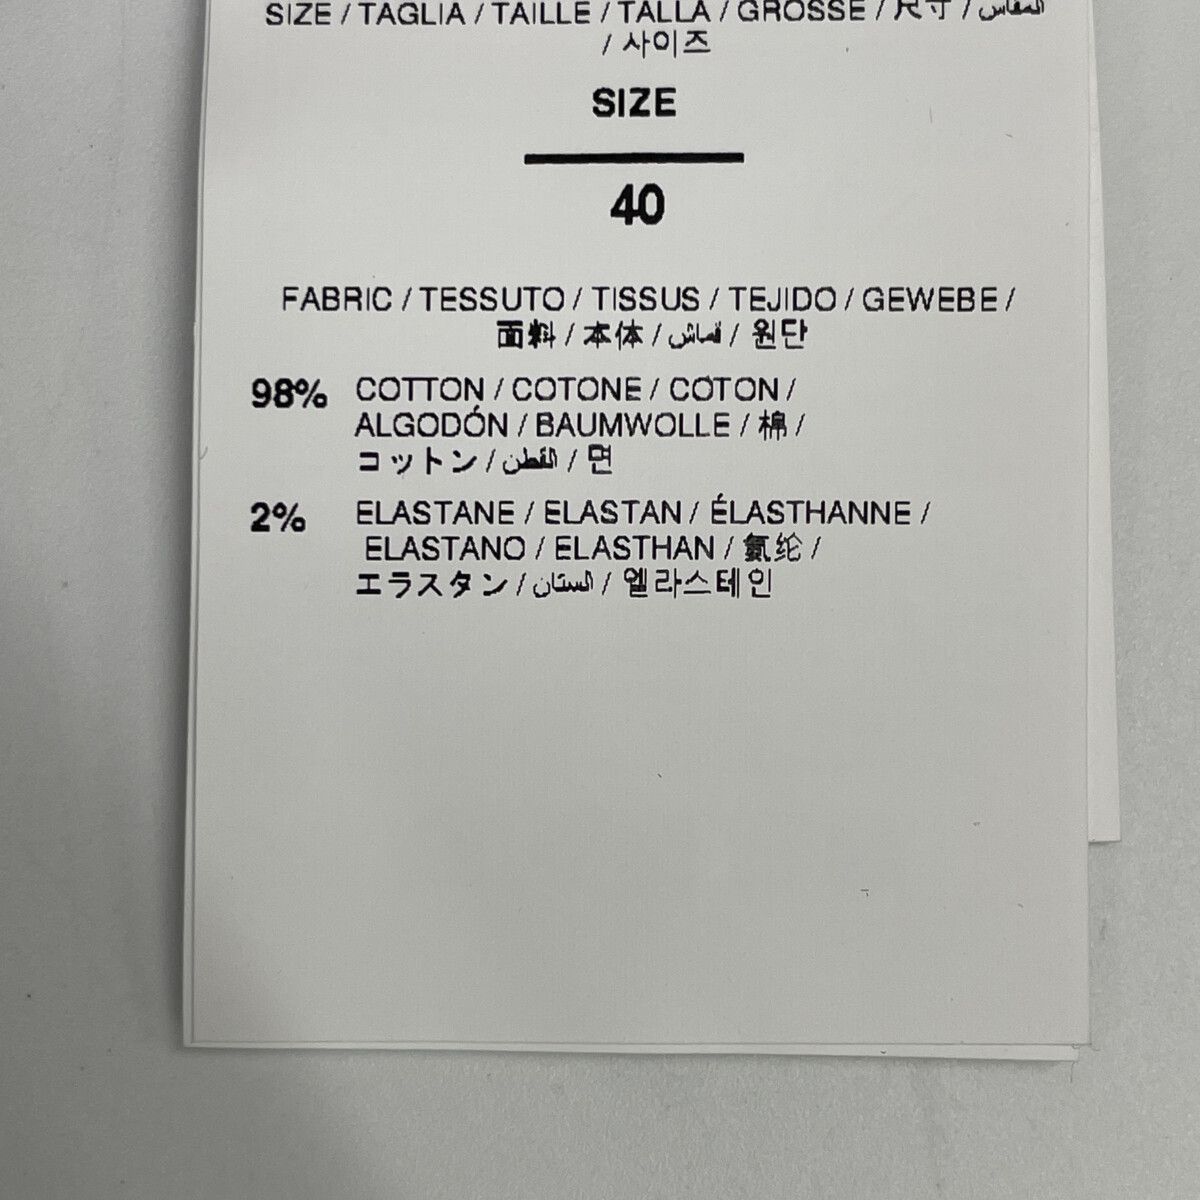 SIZE / TAGLIA / TAILLE / TALLA / GROSSE / 尺寸 / المقاس
/ 사이즈
SIZE
40
FABRIC / TESSUTO / TISSUS / TEJIDO / GEWEBE /
面料 / 本体 / قماش / 원단
98% COTTON / COTONE / COTON /
ALGODÓN / BAUMWOLLE / 棉 /
コットン / القطن / 면
2% ELASTANE / ELASTAN / ÉLASTHANNE /
ELASTANO / ELASTHAN / 氨纶 /
エラスタン / الستان / 엘라스테인